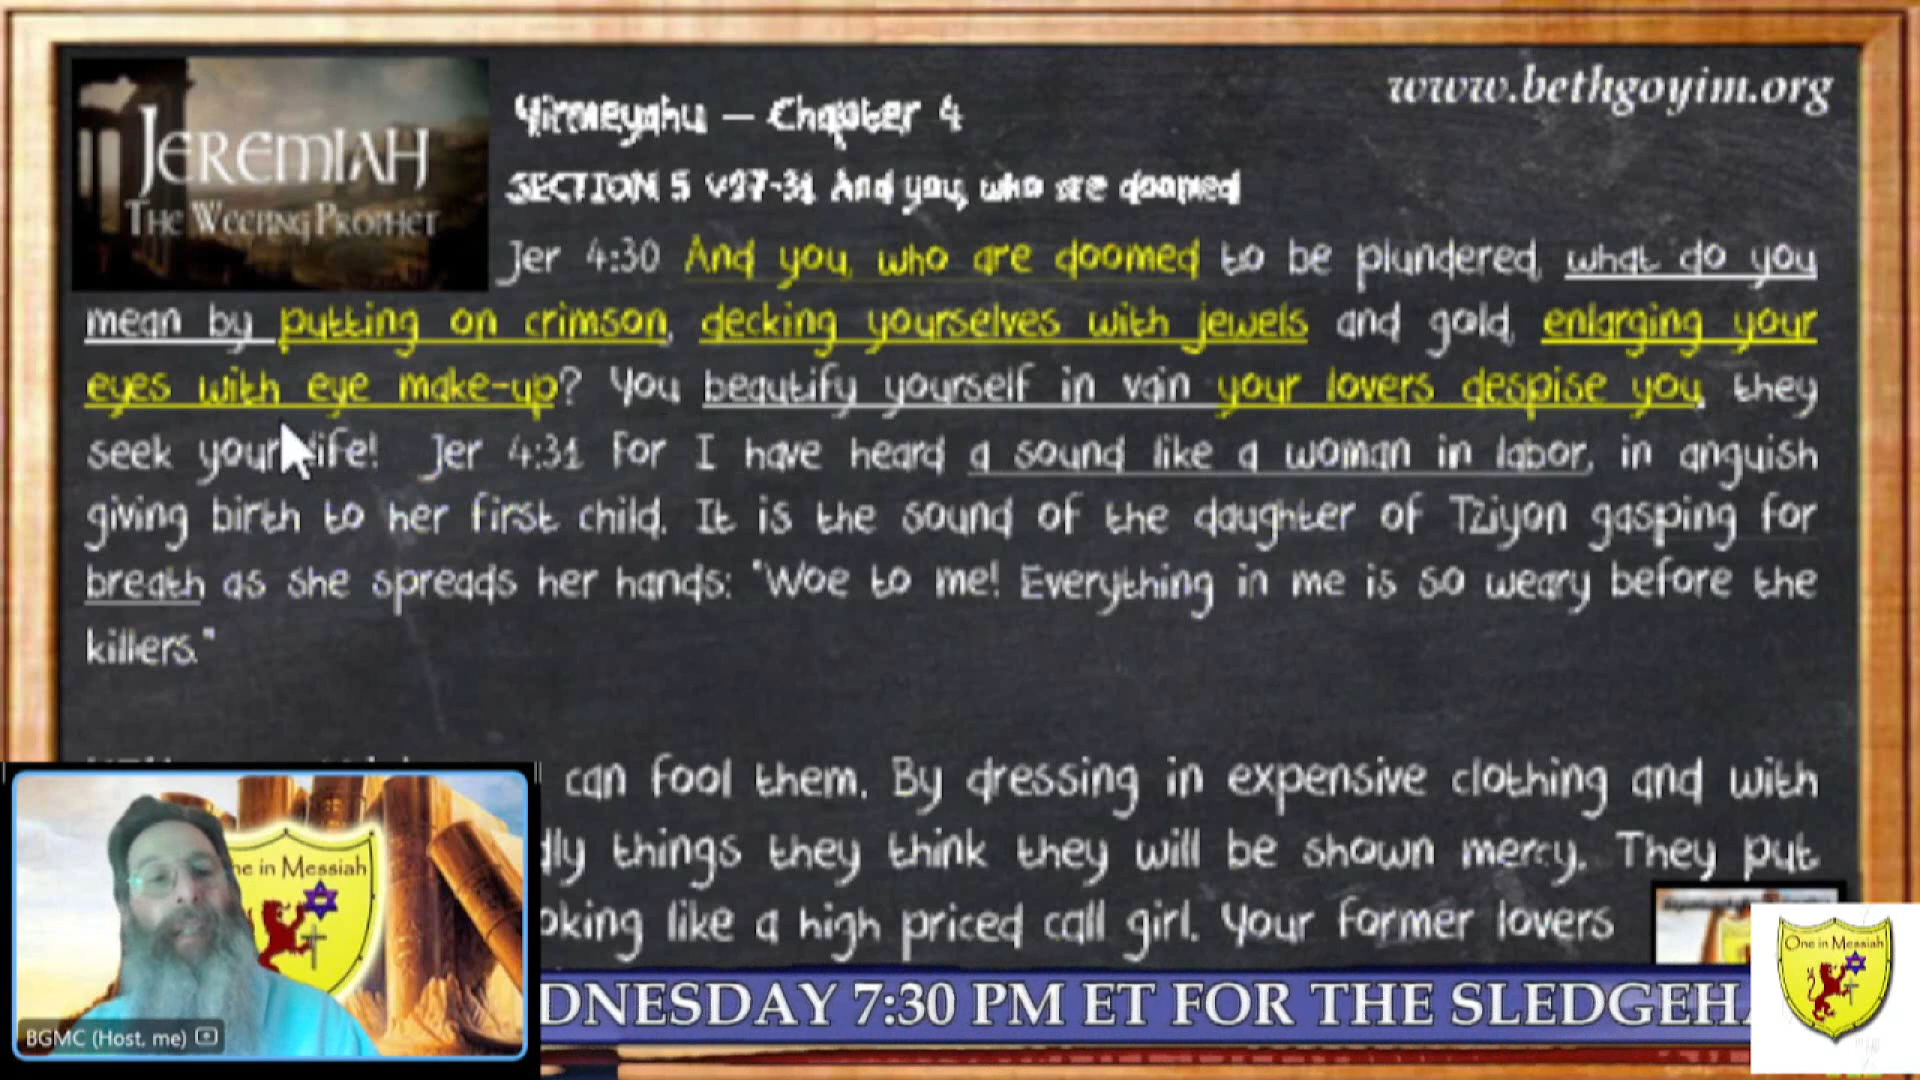 www.bethgoyim.org
JEREMIAH
THE WEEPING PROPHET
Yirmeyahu – Chapter 4
SECTION 5 v27-31 And you, who are doomed
Jer 4:30 And you, who are doomed to be plundered, what do you
mean by putting on crimson, decking yourselves with jewels and gold, enlarging your
eyes with eye make-up? You beautify yourself in vain your lovers despise you, they
seek your life! Jer 4:31 For I have heard a sound like a woman in labor, in anguish
giving birth to her first child. It is the sound of the daughter of Tziyon gasping for
breath as she spreads her hands: "Woe to me! Everything in me is so weary before the
killers."
can fool them. By dressing in expensive clothing and with
dly things they think they will be shown mercy. They put
oking like a high priced call girl. Your former lovers
DNESDAY 7:30 PM ET FOR THE SLEDGEHA
ne in Messiah
BGMC (Host, me)
One in Messiah